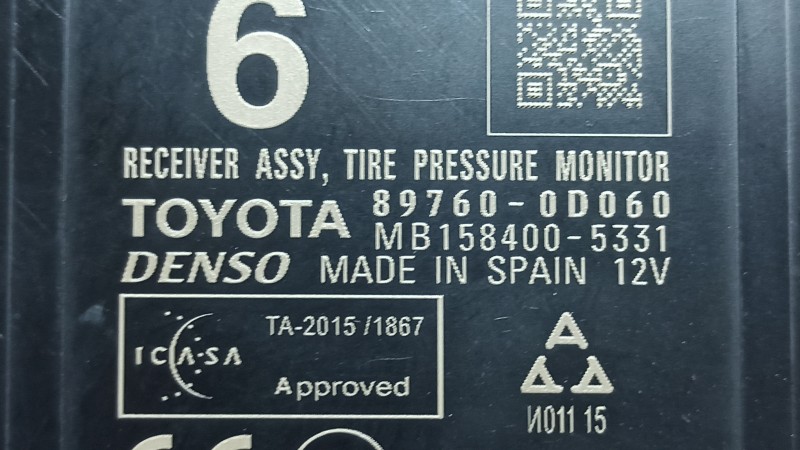 6
RECEIVER ASSY, TIRE PRESSURE MONITOR
TOYOTA 89760-0D060
MB158400-5331
DENSO MADE IN SPAIN 12V
TA-2015/1867
ICASA
Approved
A
И011 15